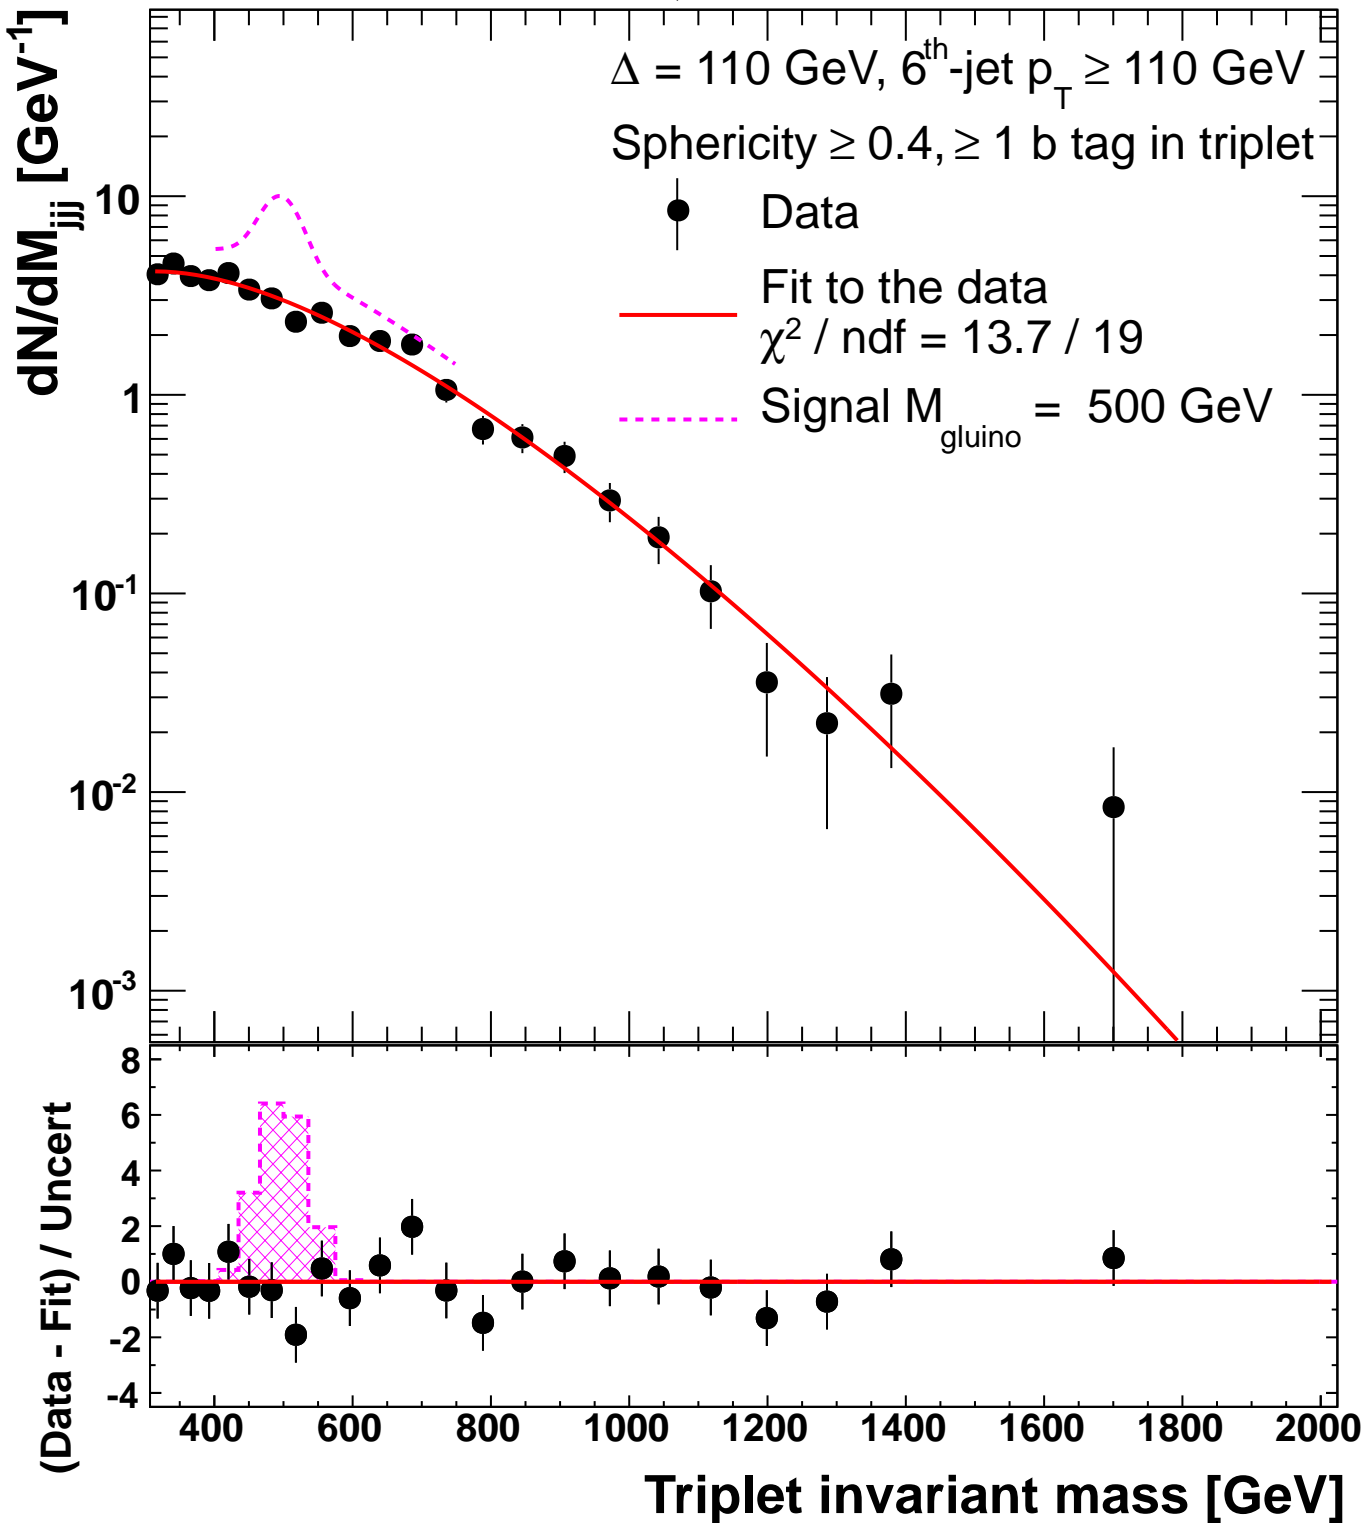 dN/dM_jjj [GeV⁻¹]
Δ = 110 GeV, 6ᵗʰ-jet p_T ≥ 110 GeV
Sphericity ≥ 0.4, ≥ 1 b tag in triplet
Data
Fit to the data
χ² / ndf = 13.7 / 19
Signal M_gluino = 500 GeV
10
1
10⁻¹
10⁻²
10⁻³
(Data - Fit) / Uncert
8
6
4
2
0
-2
-4
400 600 800 1000 1200 1400 1600 1800 2000
Triplet invariant mass [GeV]